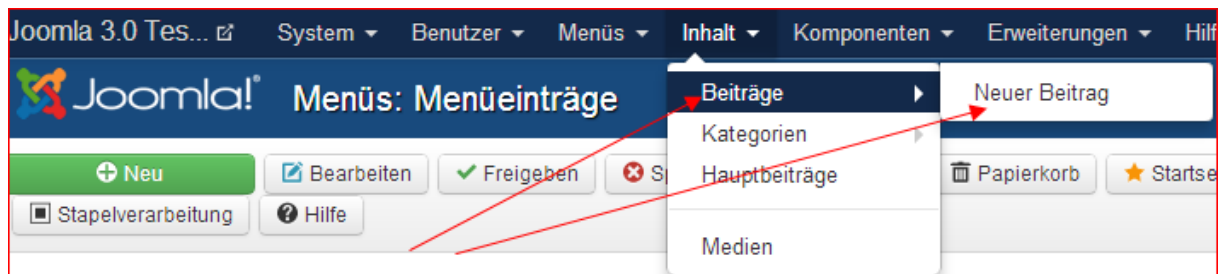 Joomla 3.0 Tes... System Benutzer Menüs Inhalt Komponenten Erweiterungen Hilf
Joomla!® Menüs: Menüeinträge
Beiträge Neuer Beitrag
Kategorien
Neu Bearbeiten Freigeben Sp Hauptbeiträge Papierkorb Startse
Stapelverarbeitung Hilfe
Medien